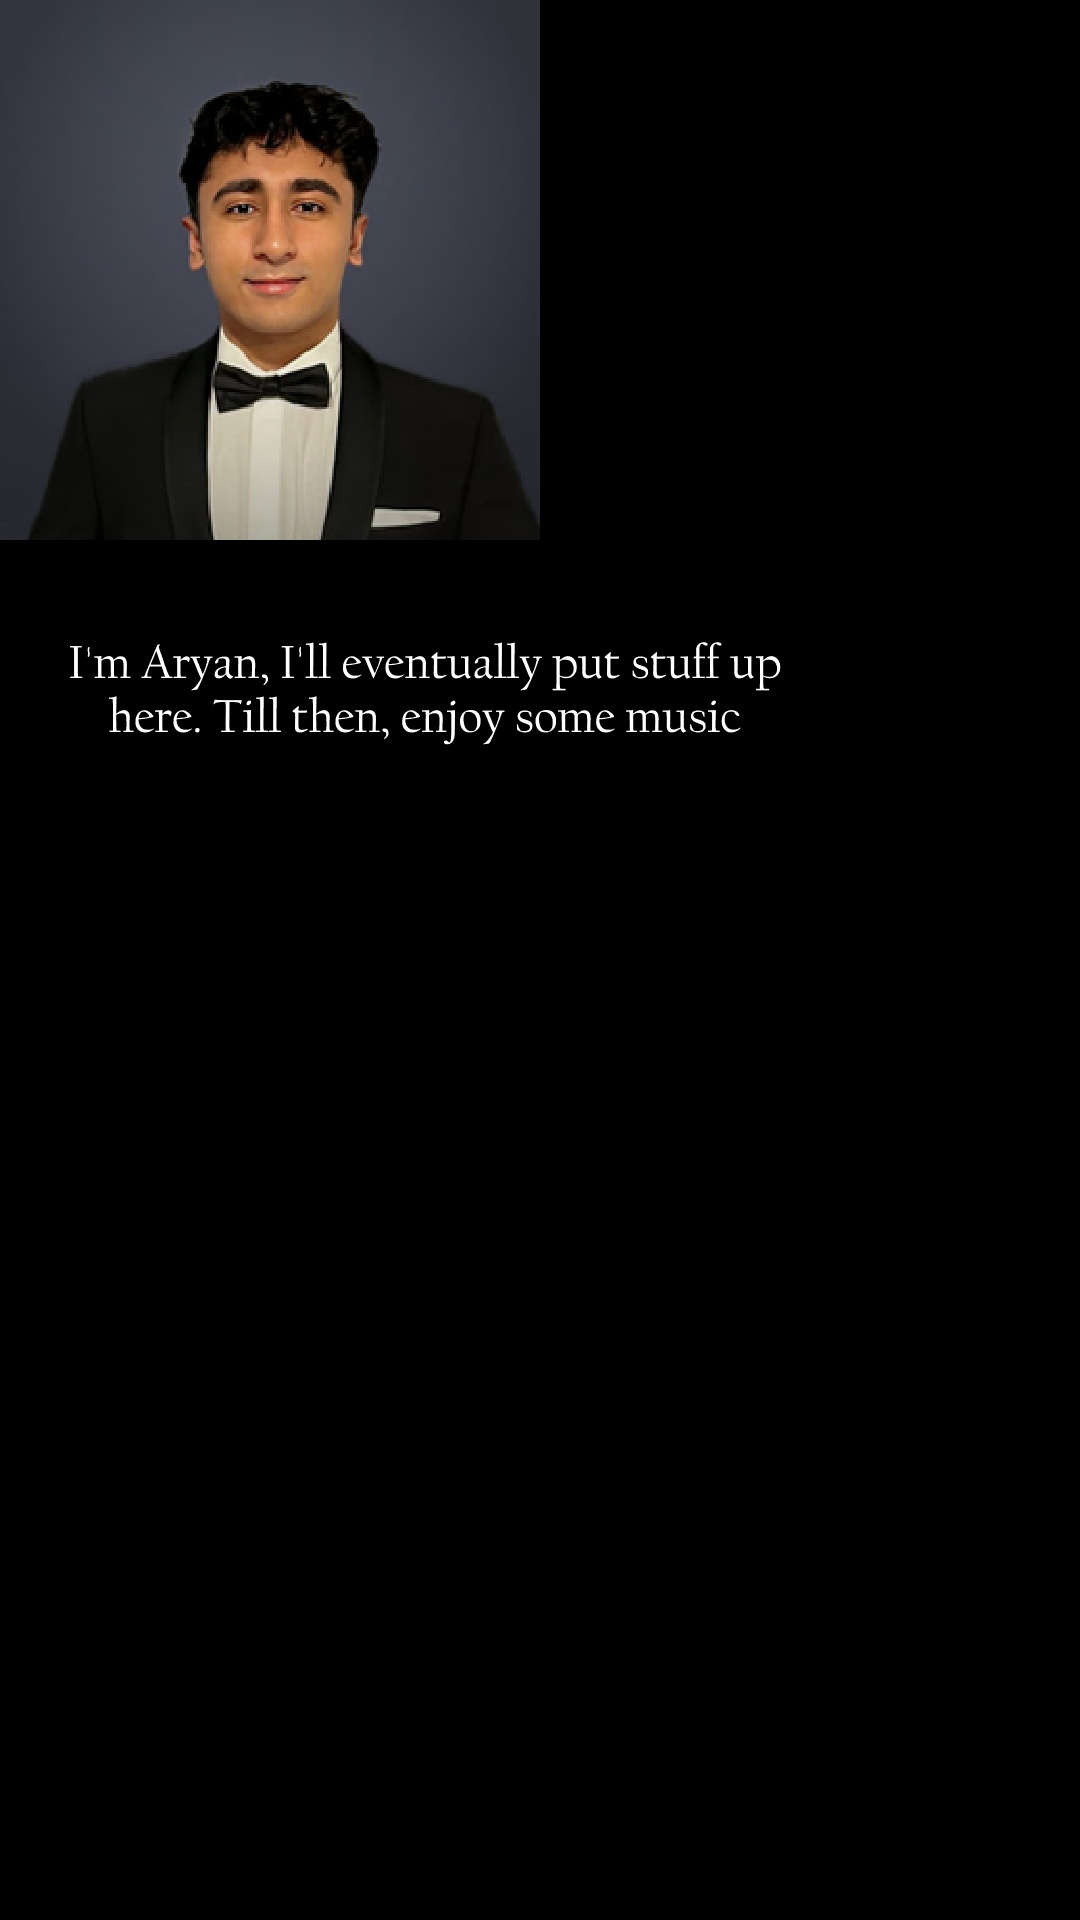 I'm Aryan, I'll eventually put stuff up
here. Till then, enjoy some music